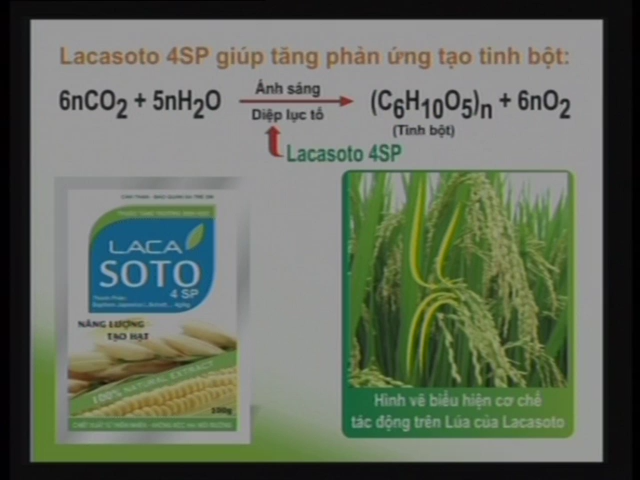 Lacasoto 4SP giúp tăng phản ứng tạo tinh bột:
6nCO2 + 5nH2O
Ánh sáng
Diệp lục tố
(C6H10O5)n + 6nO2
(Tinh bột)
Lacasoto 4SP
LACA
SOTO
4 SP
NĂNG LƯỢNG
TẠO HẠT
100% NATURAL EXTRACT
100g
Hình vẽ biểu hiện cơ chế
tác động trên Lúa của Lacasoto